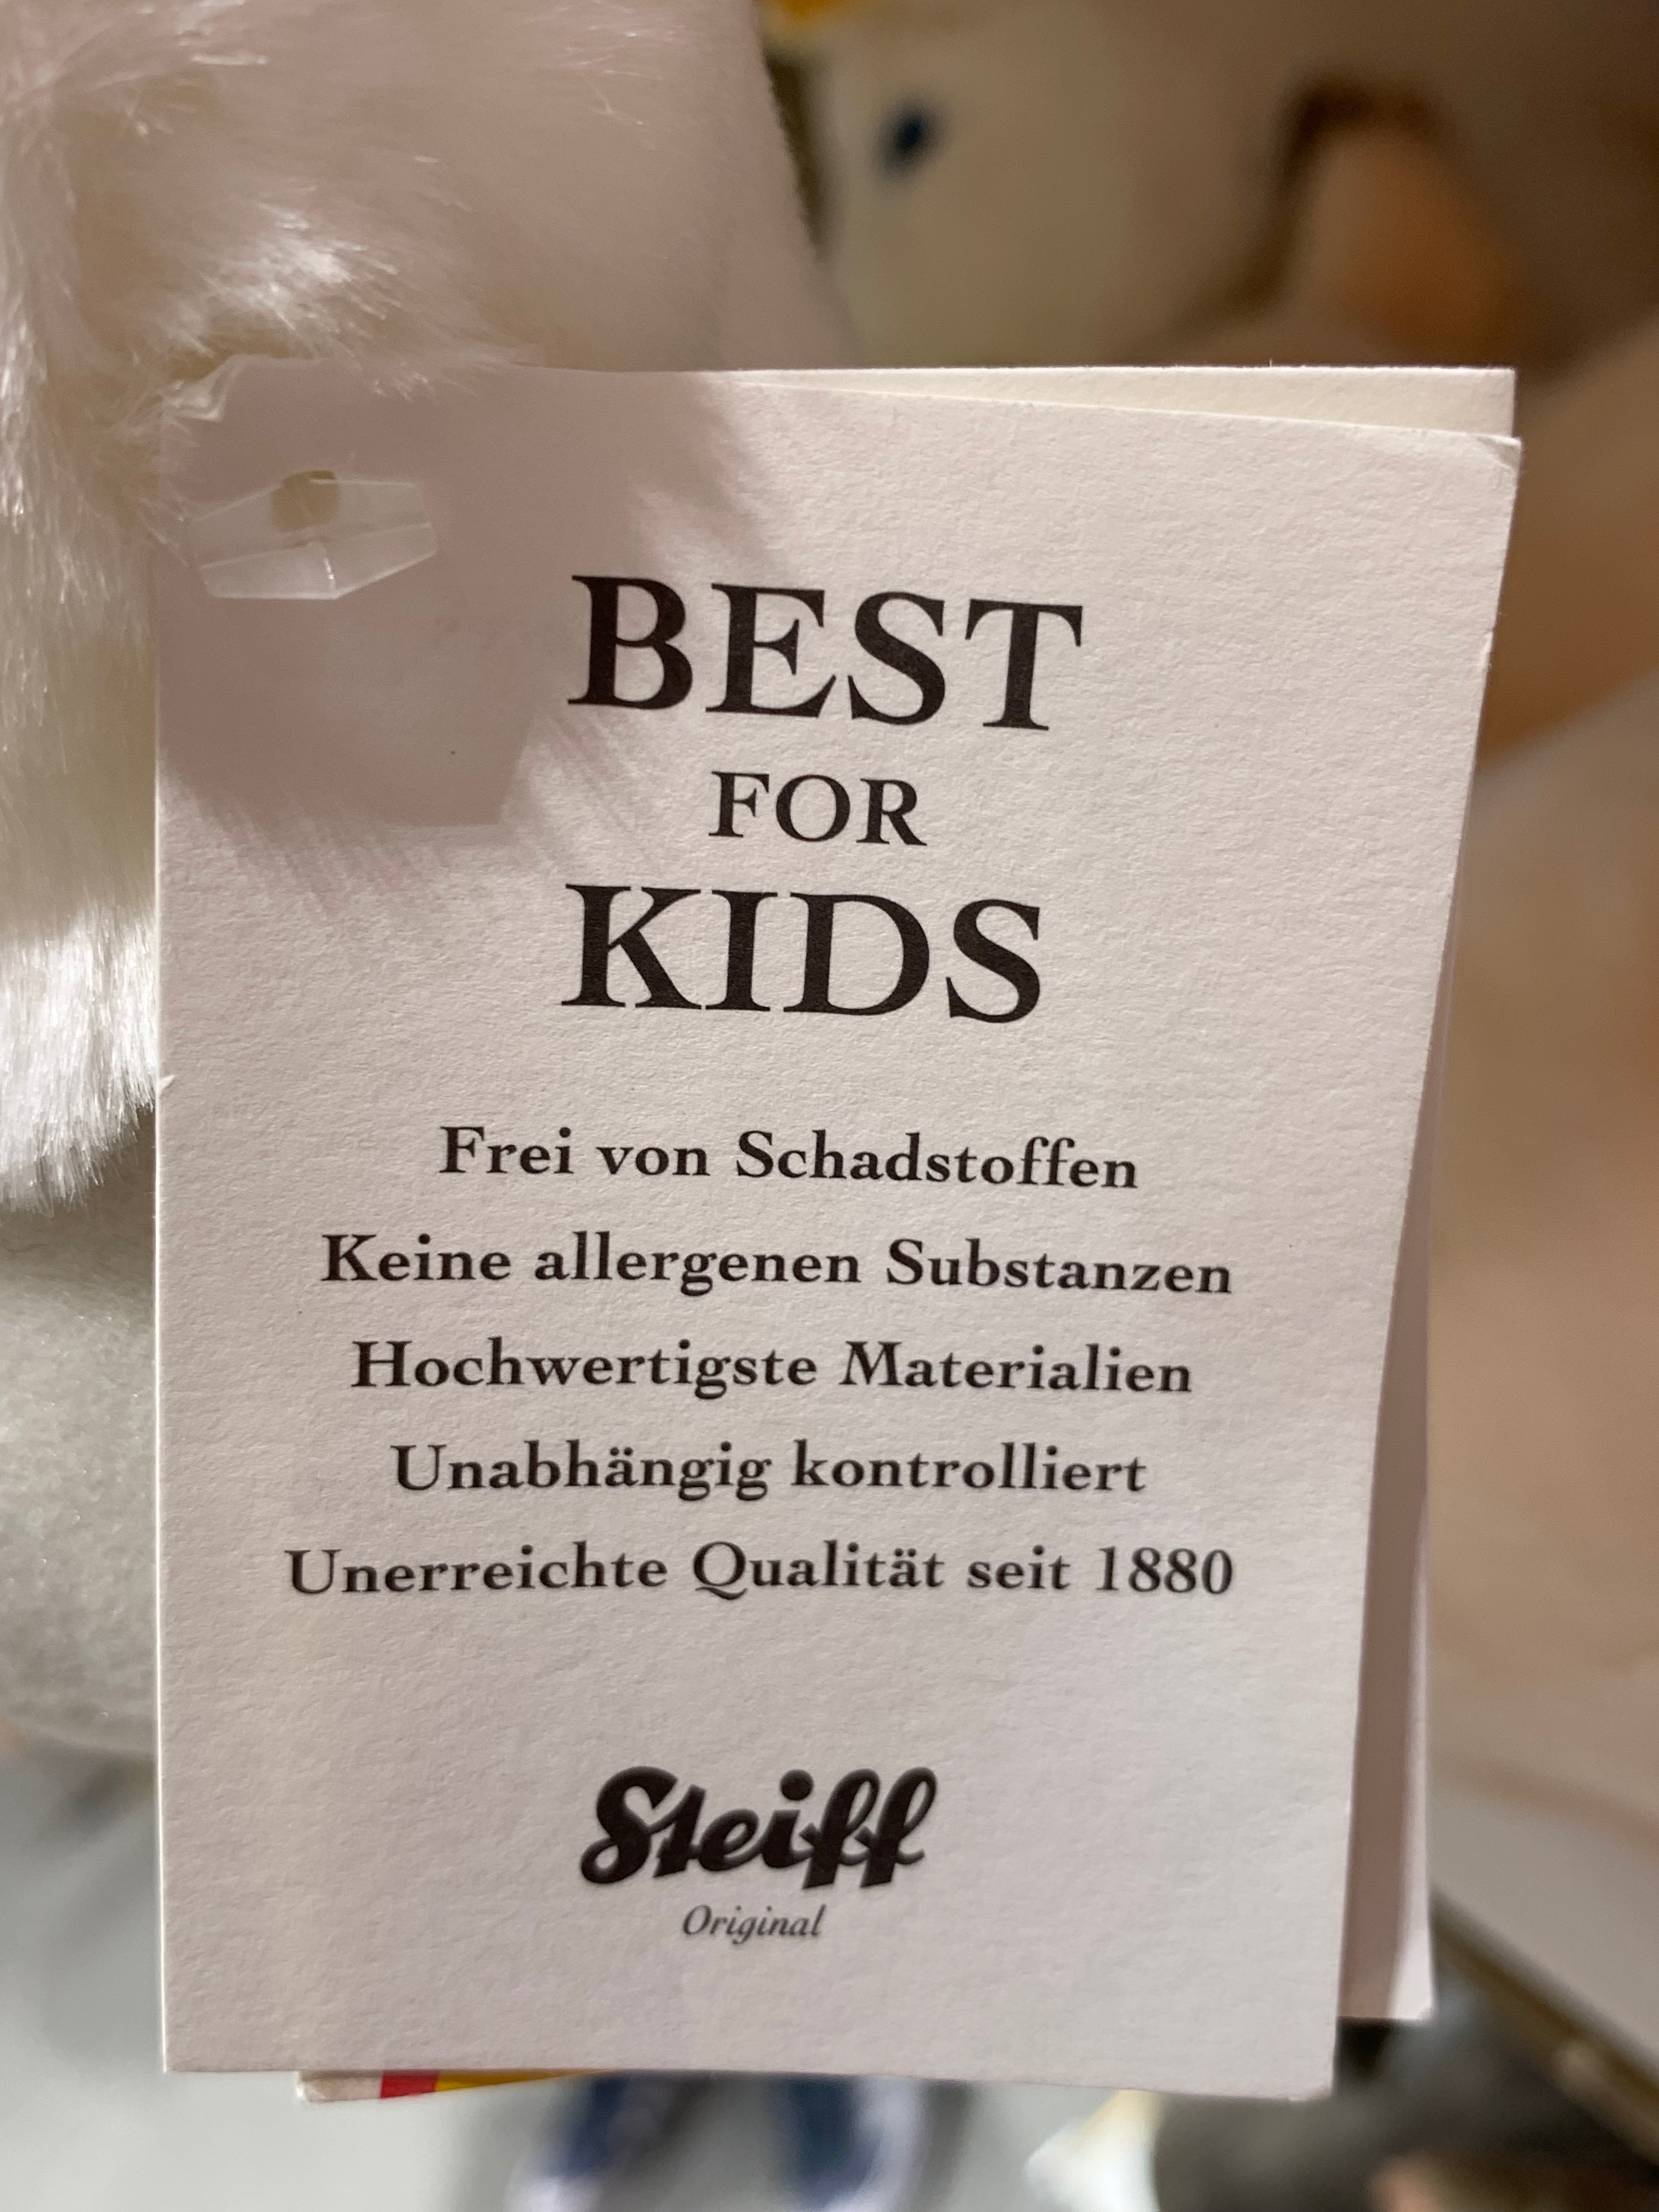 BEST
FOR
KIDS
Frei von Schadstoffen
Keine allergenen Substanzen
Hochwertigste Materialien
Unabhängig kontrolliert
Unerreichte Qualität seit 1880
Steiff
Original